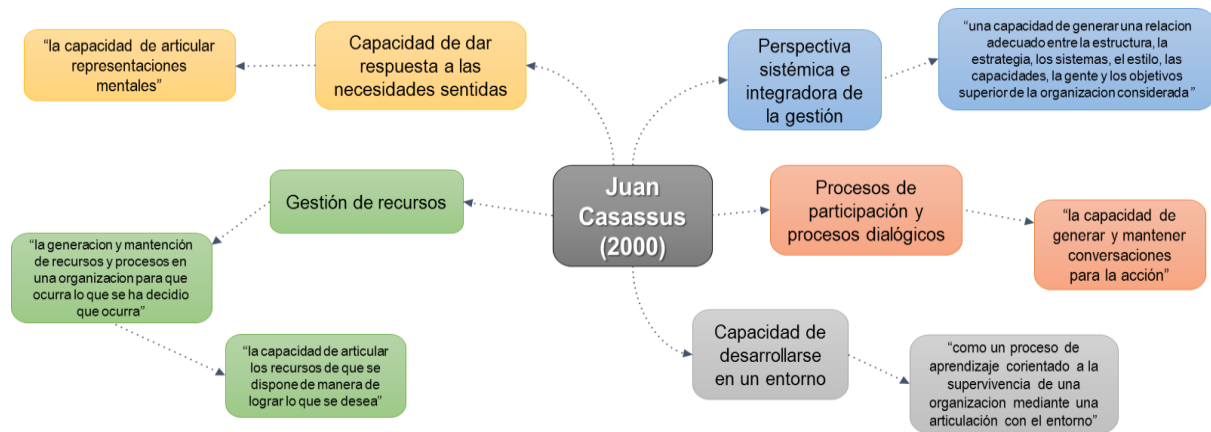 “la capacidad de articular
representaciones
mentales”
Capacidad de dar
respuesta a las
necesidades sentidas
Perspectiva
sistémica e
integradora de
la gestión
“una capacidad de generar una relacion
adecuado entre la estructura, la
estrategia, los sistemas, el estilo, las
capacidades, la gente y los objetivos
superior de la organizacion considerada”
Juan
Casassus
(2000)
Gestión de recursos
“la generacion y mantención
de recursos y procesos en
una organizacion para que
ocurra lo que se ha decidio
que ocurra”
“la capacidad de articular
los recursos de que se
dispone de manera de
lograr lo que se desea”
Procesos de
participación y
procesos dialógicos
“la capacidad de
generar y mantener
conversaciones
para la acción”
Capacidad de
desarrollarse
en un entorno
“como un proceso de
aprendizaje corientado a la
supervivencia de una
organizacion mediante una
articulación con el entorno”